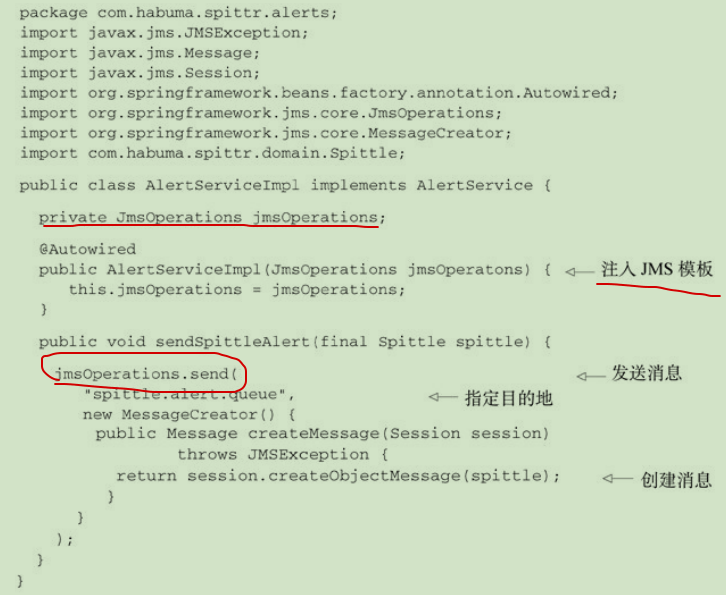 package com.habuma.spittr.alerts;
import javax.jms.JMSException;
import javax.jms.Message;
import javax.jms.Session;
import org.springframework.beans.factory.annotation.Autowired;
import org.springframework.jms.core.JmsOperations;
import org.springframework.jms.core.MessageCreator;
import com.habuma.spittr.domain.Spittle;
public class AlertServiceImpl implements AlertService {
private JmsOperations jmsOperations;
@Autowired
public AlertServiceImpl(JmsOperations jmsOperatons) { 注入 JMS 模板
this.jmsOperations = jmsOperations;
}
public void sendSpittleAlert(final Spittle spittle) {
jmsOperations.send( 发送消息
"spittle.alert.queue", 指定目的地
new MessageCreator() {
public Message createMessage(Session session)
throws JMSException {
return session.createObjectMessage(spittle); 创建消息
}
}
);
}
}